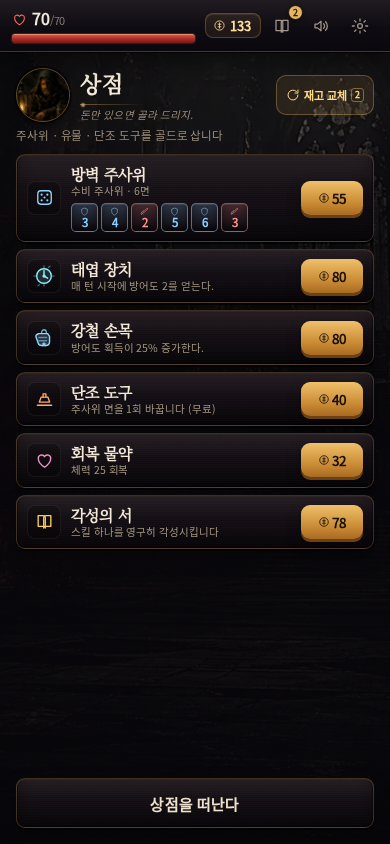 70/70
133
2
상점
돈만 있으면 골라 드리지.
재고 교체 2
주사위 · 유물 · 단조 도구를 골드로 삽니다
방벽 주사위
수비 주사위 · 6면
3 4 2 5 6 3
55
태엽 장치
매 턴 시작에 방어도 2를 얻는다.
80
강철 손목
방어도 획득이 25% 증가한다.
80
단조 도구
주사위 면을 1회 바꿉니다 (무료)
40
회복 물약
체력 25 회복
32
각성의 서
스킬 하나를 영구히 각성시킵니다
78
상점을 떠난다